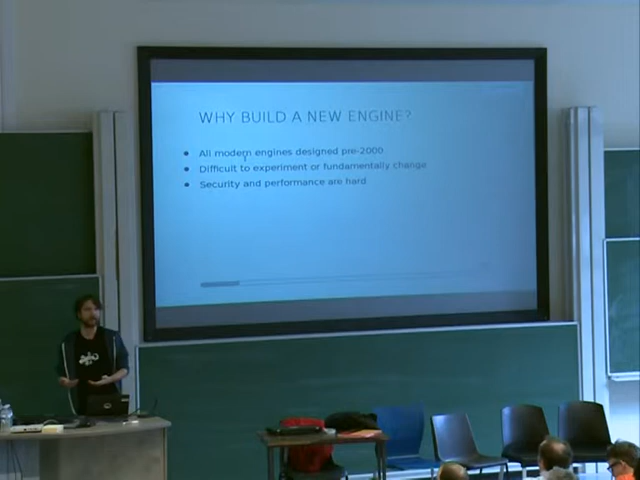 WHY BUILD A NEW ENGINE?
All modern engines designed pre-2000
Difficult to experiment or fundamentally change
Security and performance are hard